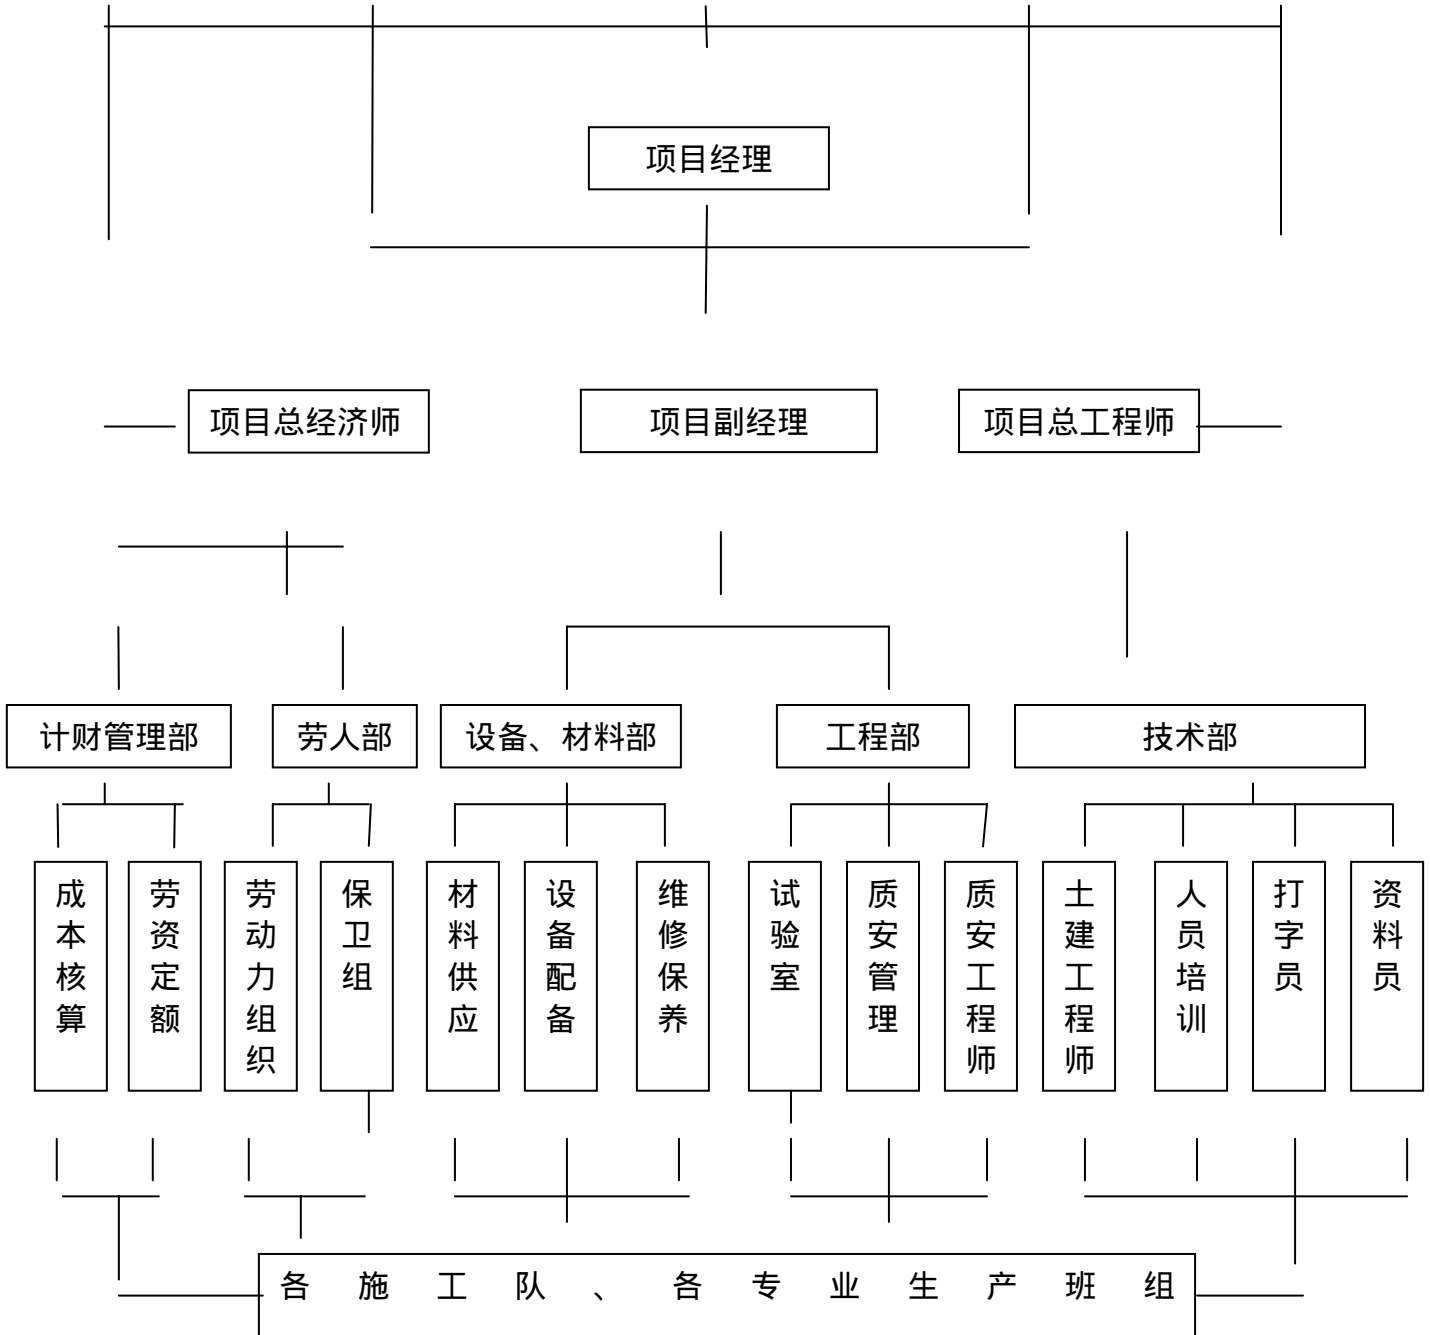 项目经理
项目总经济师
项目副经理
项目总工程师
计财管理部
劳人部
设备、材料部
工程部
技术部
成本核算
劳资定额
劳动力组织
保卫组
材料供应
设备配备
维修保养
试验室
质安管理
质安工程师
土建工程师
人员培训
打字员
资料员
各施工队、各专业生产班组